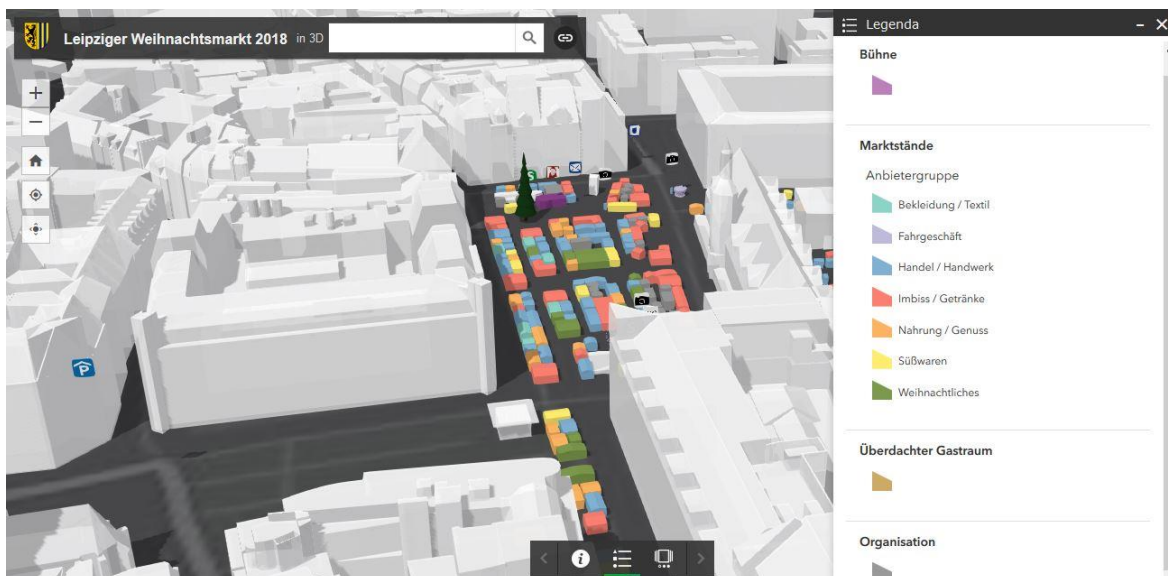 Leipziger Weihnachtsmarkt 2018 in 3D
Legenda
Bühne
Marktstände
Anbietergruppe
Bekleidung / Textil
Fahrgeschäft
Handel / Handwerk
Imbiss / Getränke
Nahrung / Genuss
Süßwaren
Weihnachtliches
Überdachter Gastraum
Organisation
P
S